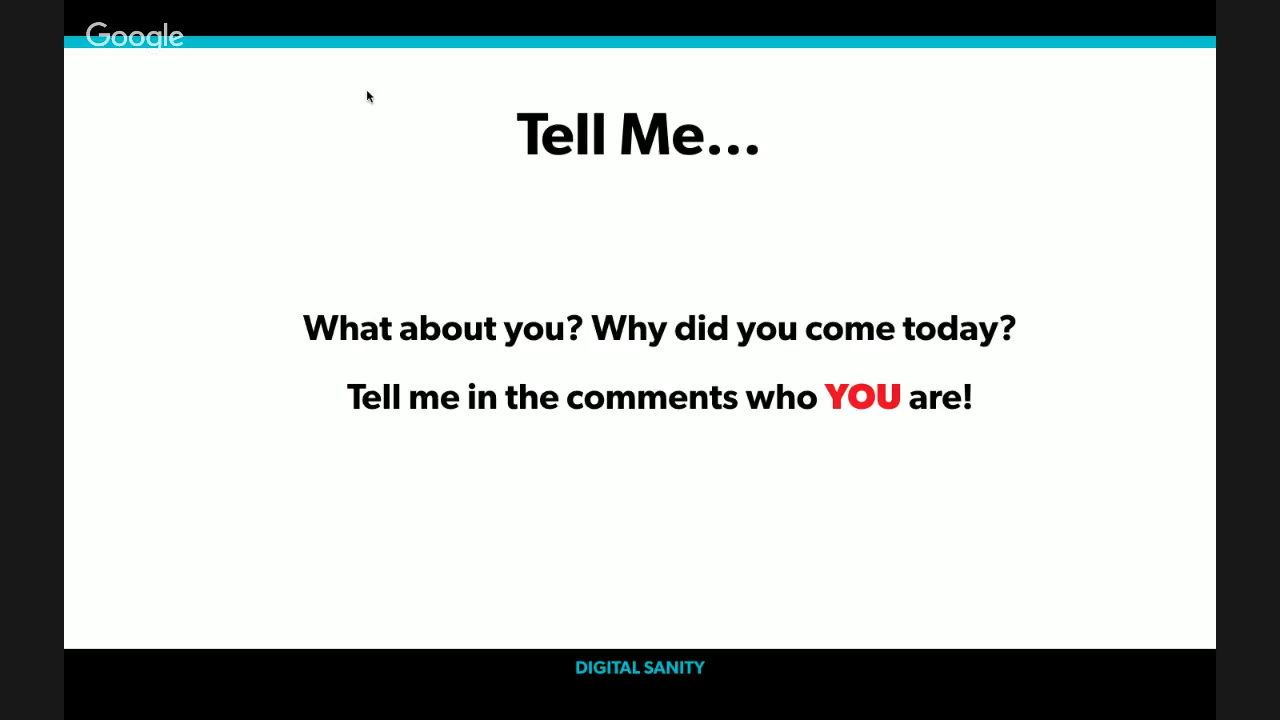 Google
Tell Me...
What about you? Why did you come today?
Tell me in the comments who YOU are!
DIGITAL SANITY